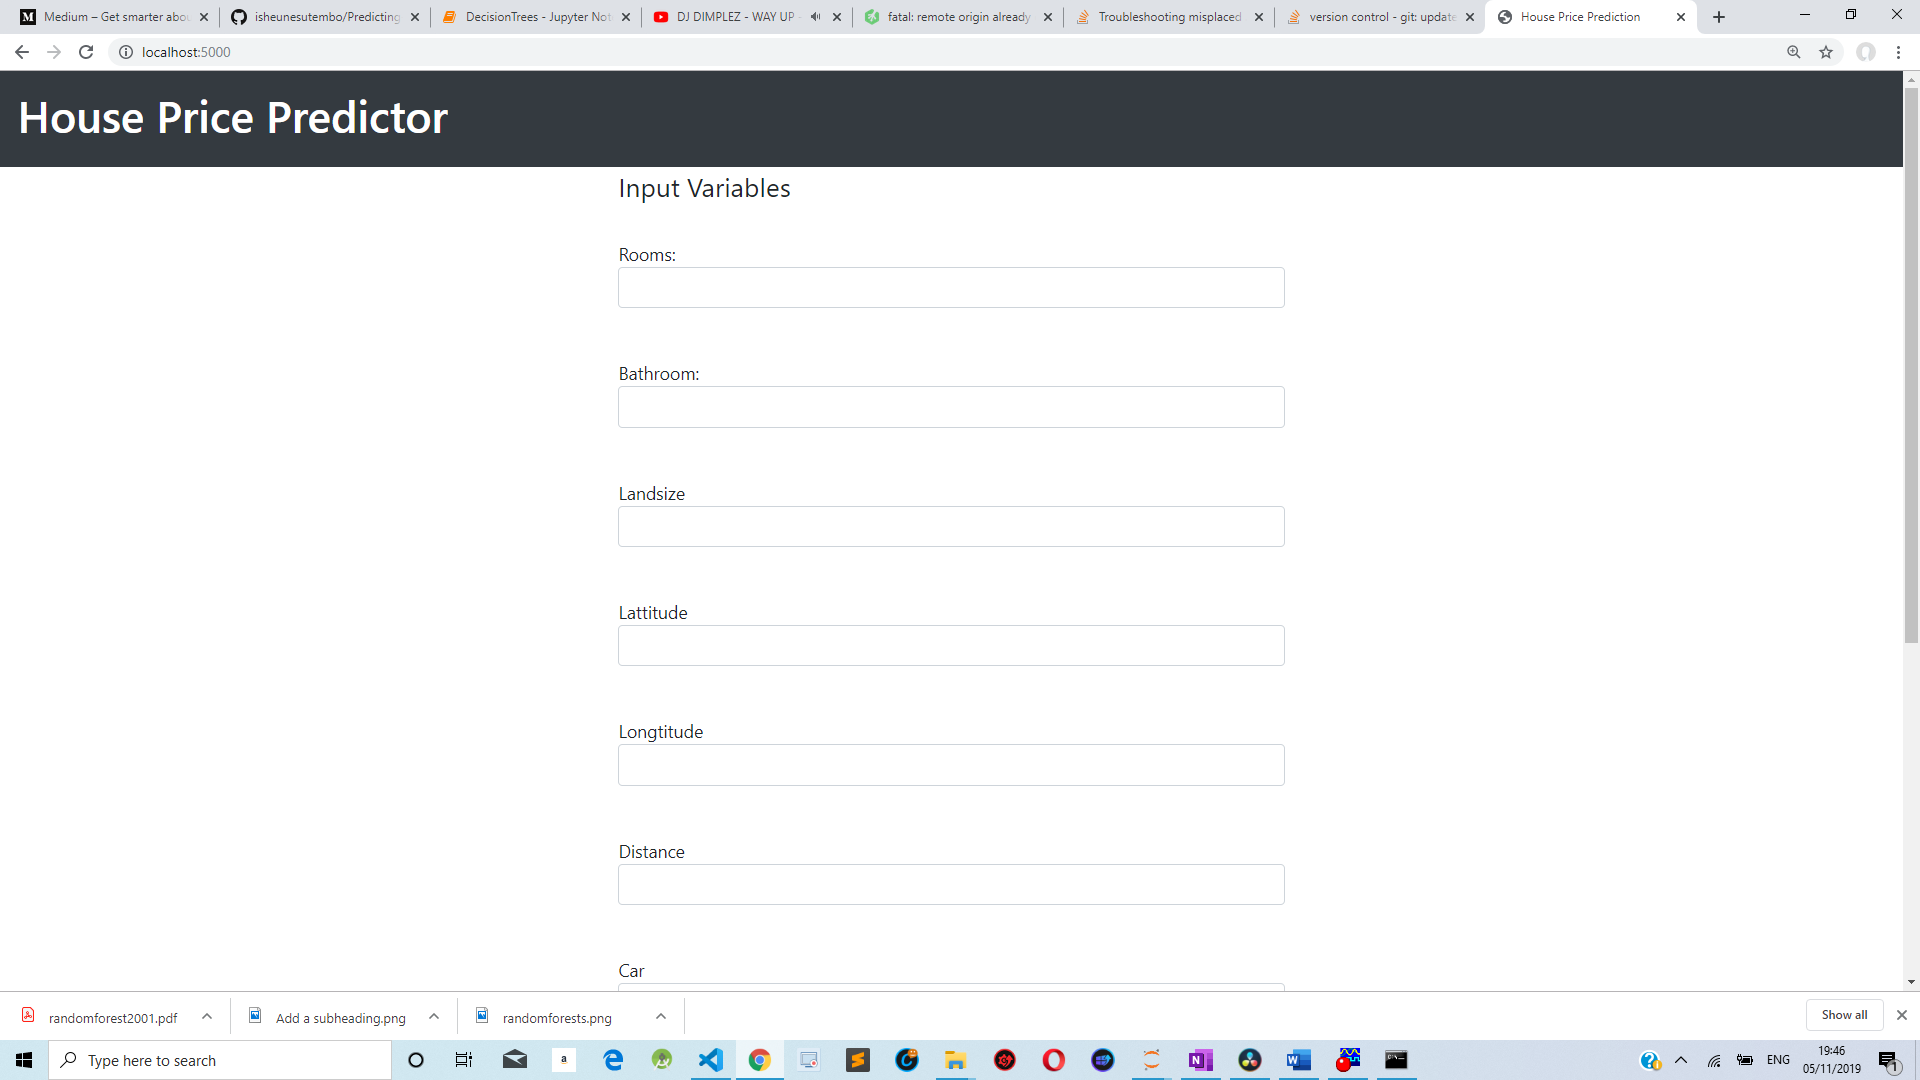 Medium – Get smarter abou
isheunesutembo/Predicting
DecisionTrees - Jupyter Not
DJ DIMPLEZ - WAY UP -
fatal: remote origin already
Troubleshooting misplaced
version control - git: update
House Price Prediction
localhost:5000
House Price Predictor
Input Variables
Rooms:
Bathroom:
Landsize
Lattitude
Longtitude
Distance
Car
randomforest2001.pdf
Add a subheading.png
randomforests.png
Show all
Type here to search
ENG
19:46
05/11/2019
1